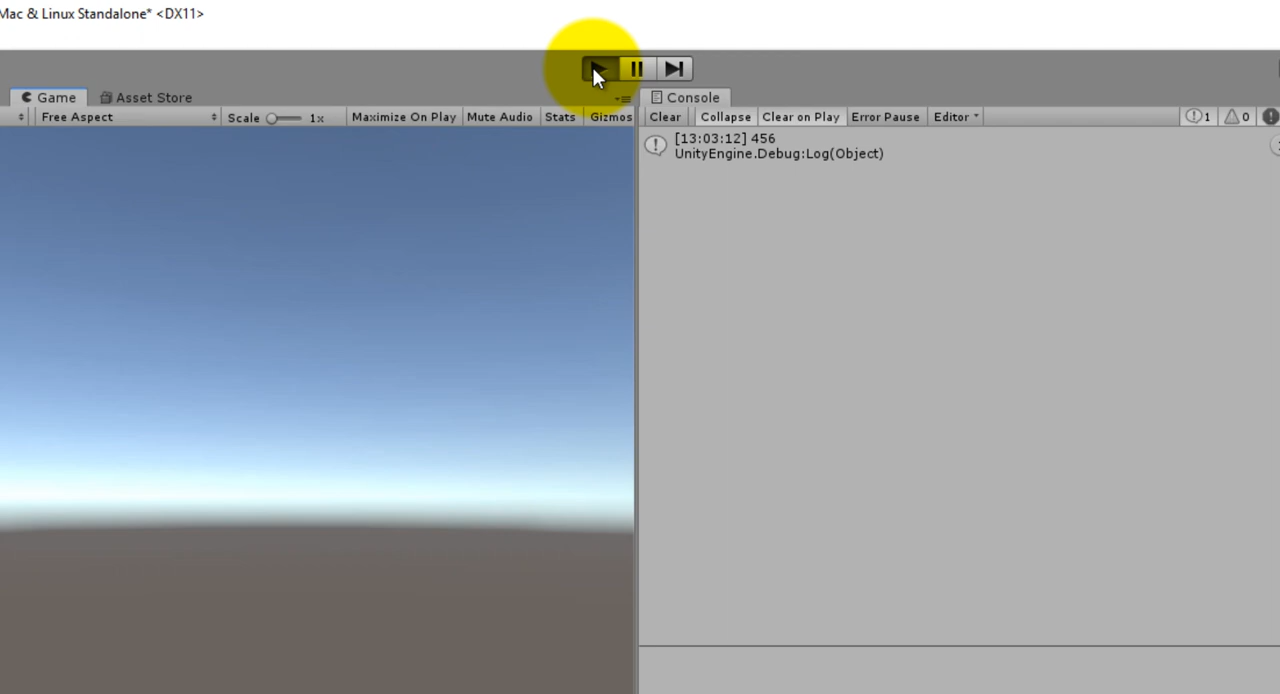 Mac & Linux Standalone* <DX11>
Game Asset Store
Console
Free Aspect Scale 1x Maximize On Play Mute Audio Stats Gizmos
Clear Collapse Clear on Play Error Pause Editor 1 0
[13:03:12] 456
UnityEngine.Debug:Log(Object)